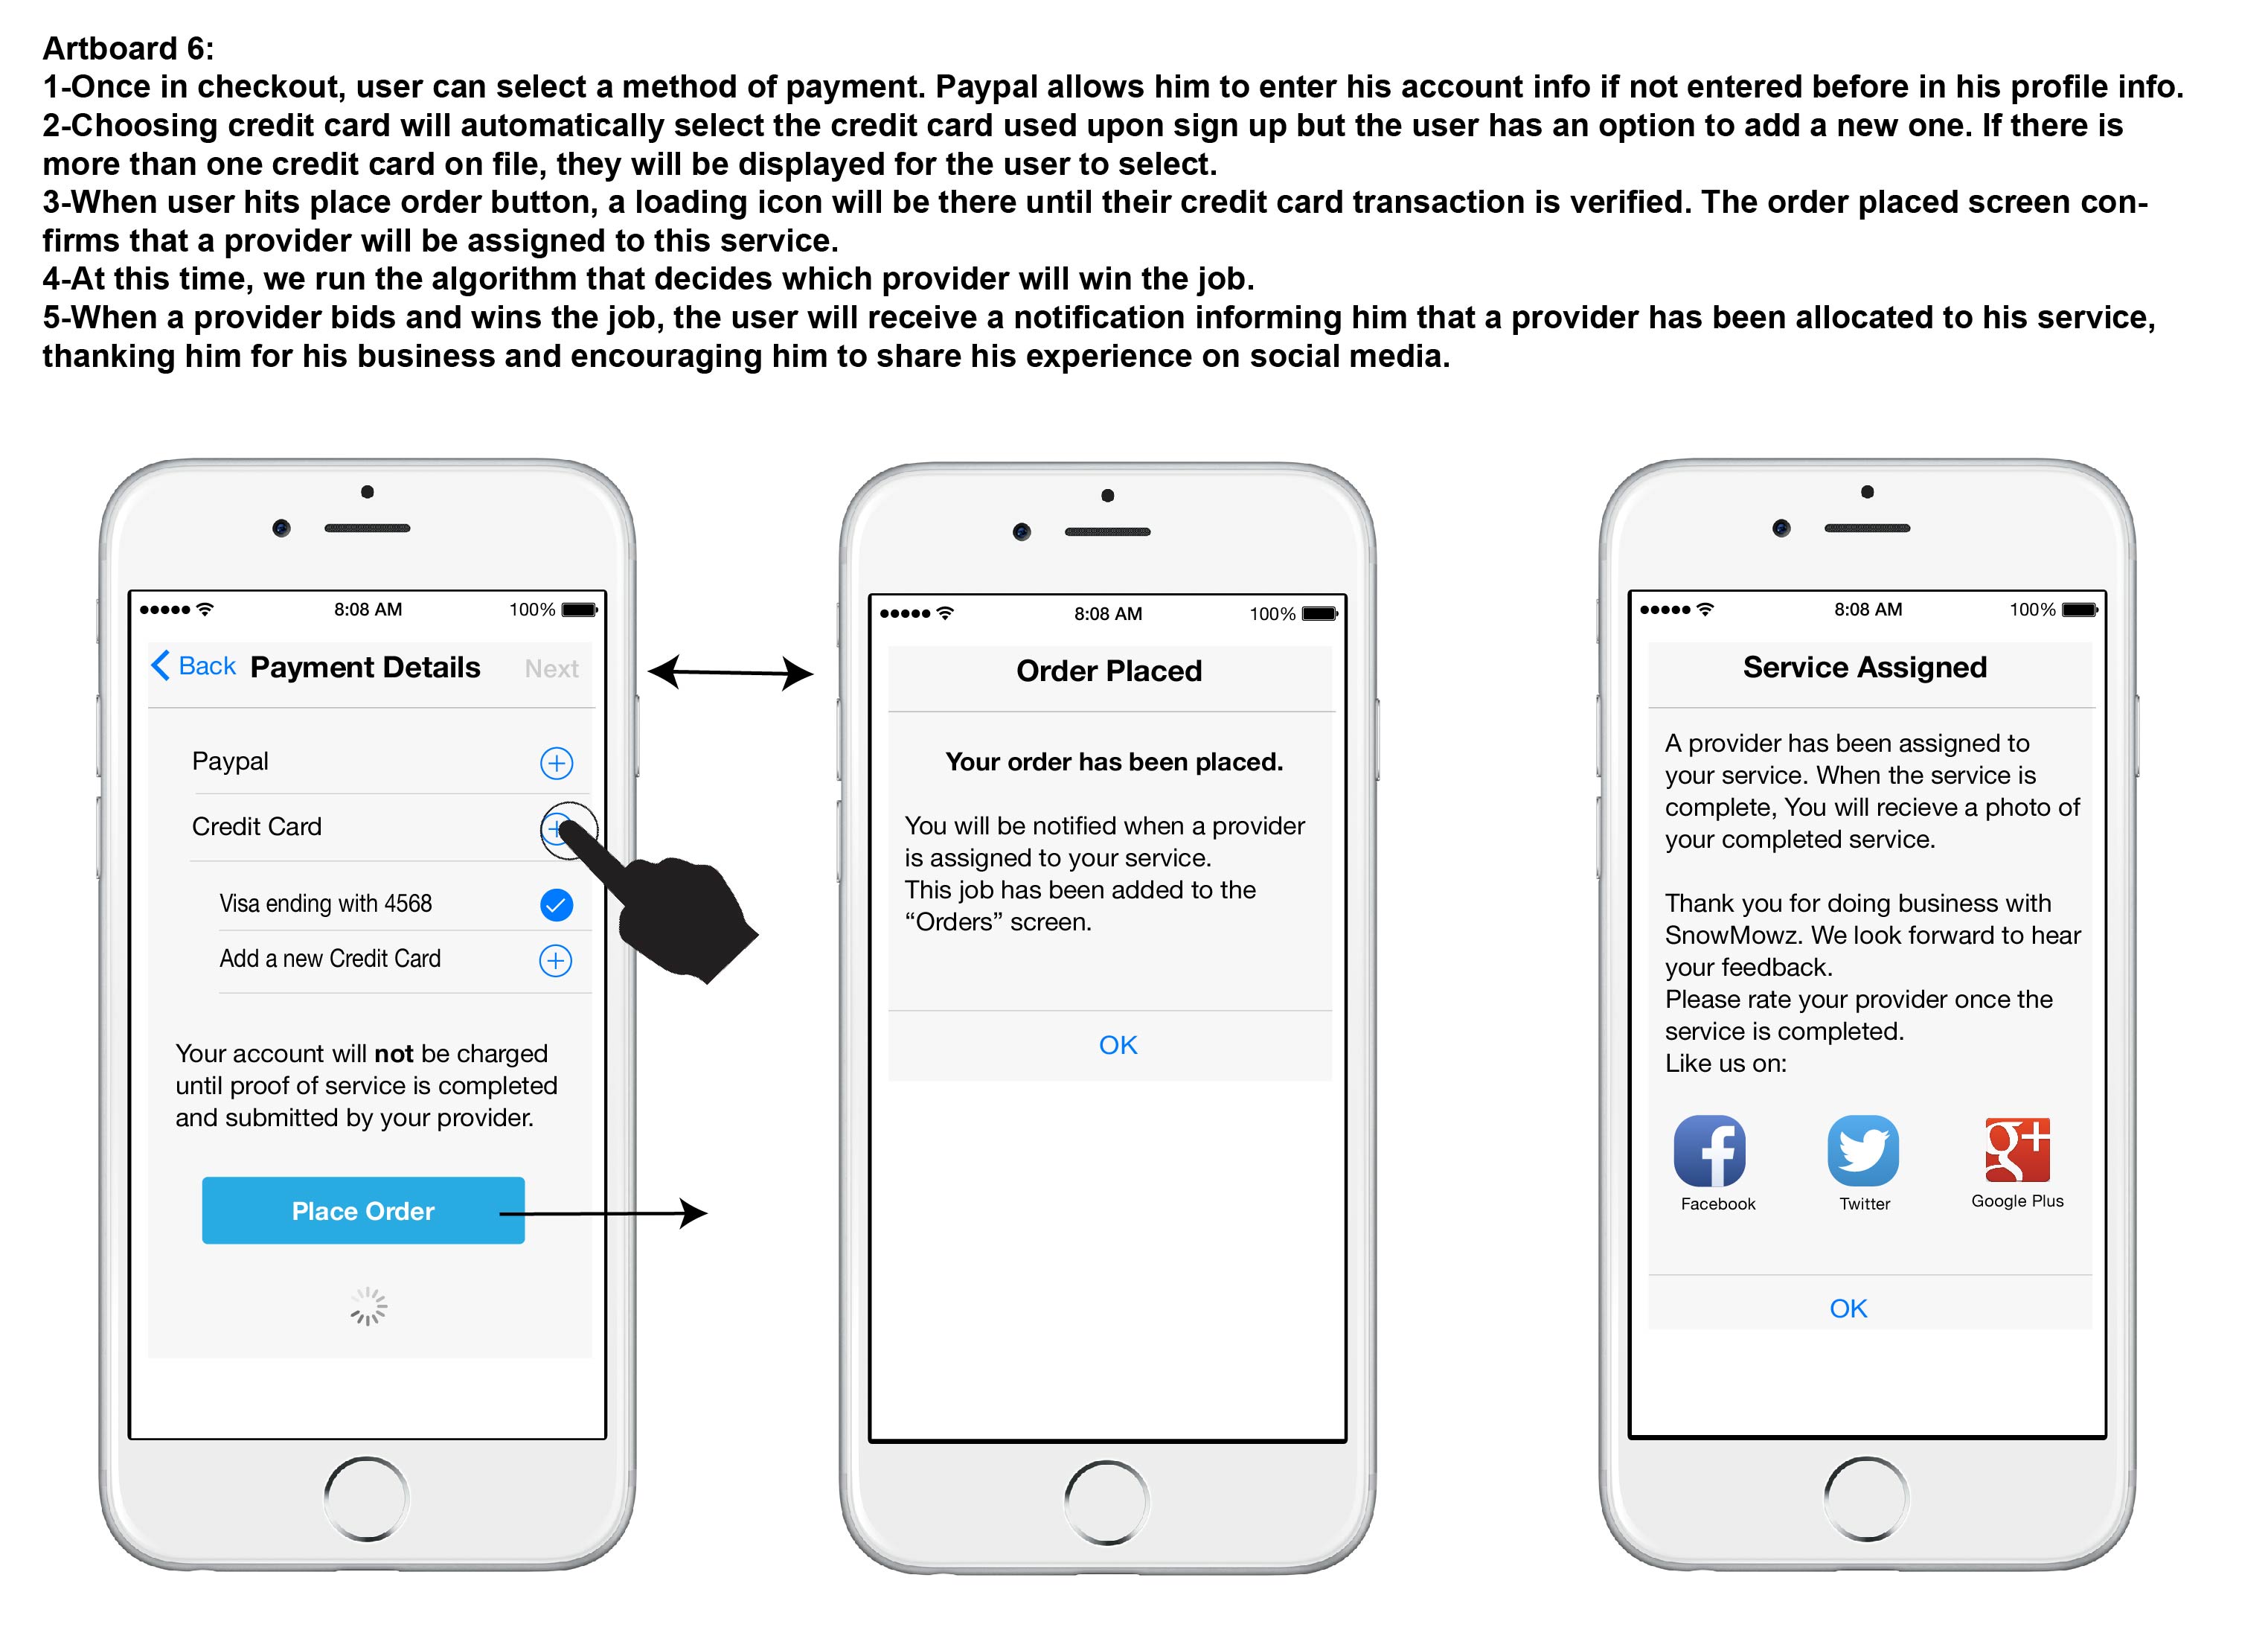 Artboard 6:
1-Once in checkout, user can select a method of payment. Paypal allows him to enter his account info if not entered before in his profile info.
2-Choosing credit card will automatically select the credit card used upon sign up but the user has an option to add a new one. If there is
more than one credit card on file, they will be displayed for the user to select.
3-When user hits place order button, a loading icon will be there until their credit card transaction is verified. The order placed screen con-
firms that a provider will be assigned to this service.
4-At this time, we run the algorithm that decides which provider will win the job.
5-When a provider bids and wins the job, the user will receive a notification informing him that a provider has been allocated to his service,
thanking him for his business and encouraging him to share his experience on social media.
8:08 AM 100%
Back Payment Details Next
Paypal
Credit Card
Visa ending with 4568
Add a new Credit Card
Your account will not be charged
until proof of service is completed
and submitted by your provider.
Place Order
8:08 AM 100%
Order Placed
Your order has been placed.
You will be notified when a provider
is assigned to your service.
This job has been added to the
“Orders” screen.
OK
8:08 AM 100%
Service Assigned
A provider has been assigned to
your service. When the service is
complete, You will recieve a photo of
your completed service.
Thank you for doing business with
SnowMowz. We look forward to hear
your feedback.
Please rate your provider once the
service is completed.
Like us on:
f
g+
Facebook Twitter Google Plus
OK